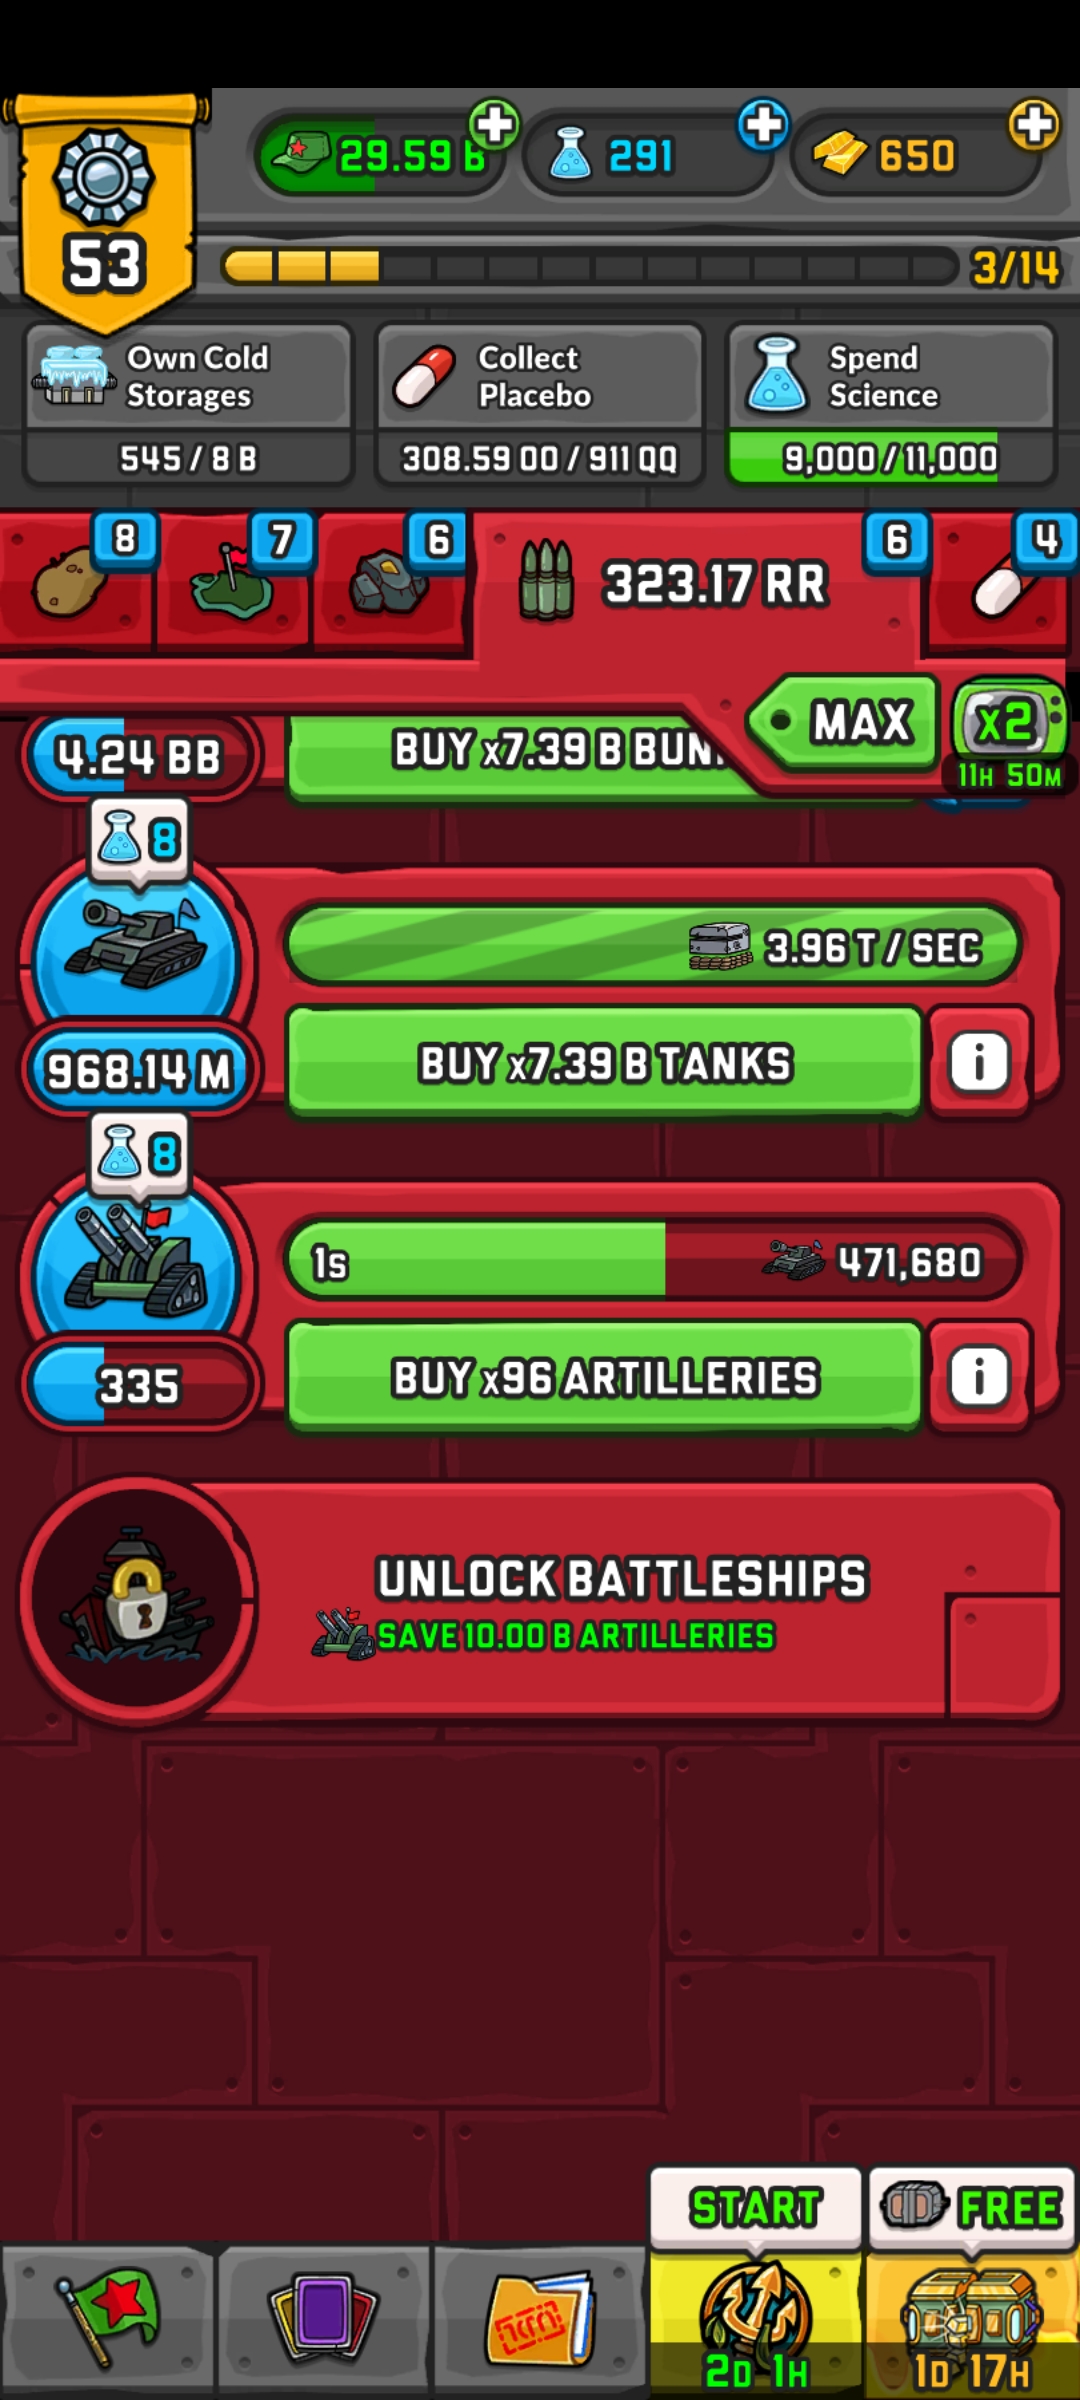 29.59 B
291
650
53
3/14
Own Cold
Storages
545 / 8 B
Collect
Placebo
308.59 OO / 911 QQ
Spend
Science
9,000 / 11,000
8
7
6
323.17 RR
6
4
MAX
x2
11H 50M
4.24 BB
BUY x7.39 B
8
3.96 T / SEC
968.14 M
BUY x7.39 B TANKS
i
8
1s
471,680
335
BUY x96 ARTILLERIES
i
UNLOCK BATTLESHIPS
SAVE 10.00 B ARTILLERIES
START
FREE
2D 1H
1D 17H